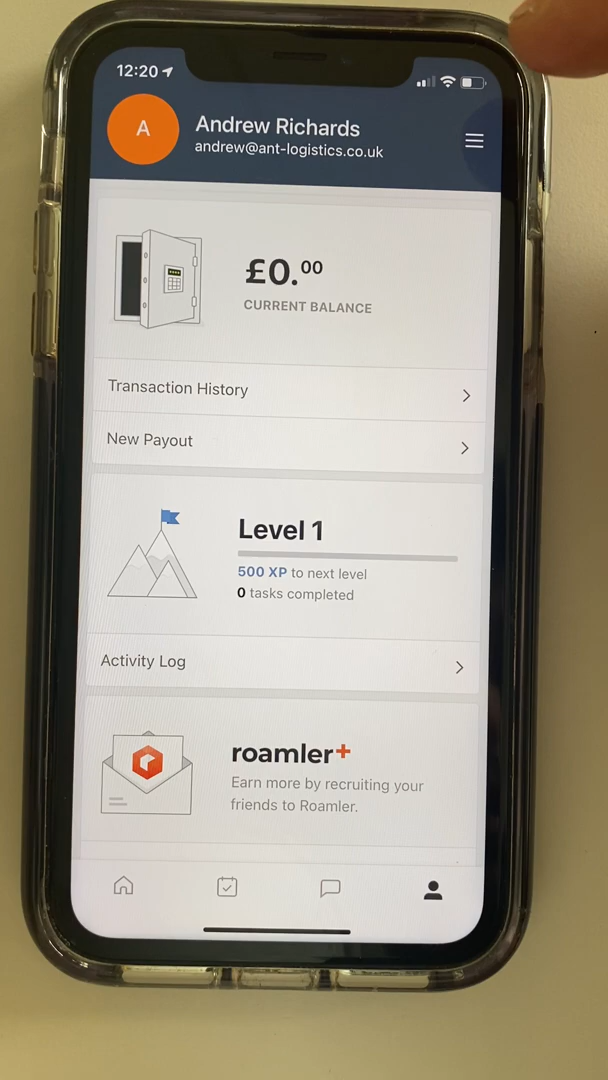 12:20
A
Andrew Richards
andrew@ant-logistics.co.uk
£0.00
CURRENT BALANCE
Transaction History
New Payout
Level 1
500 XP to next level
0 tasks completed
Activity Log
roamler+
Earn more by recruiting your
friends to Roamler.